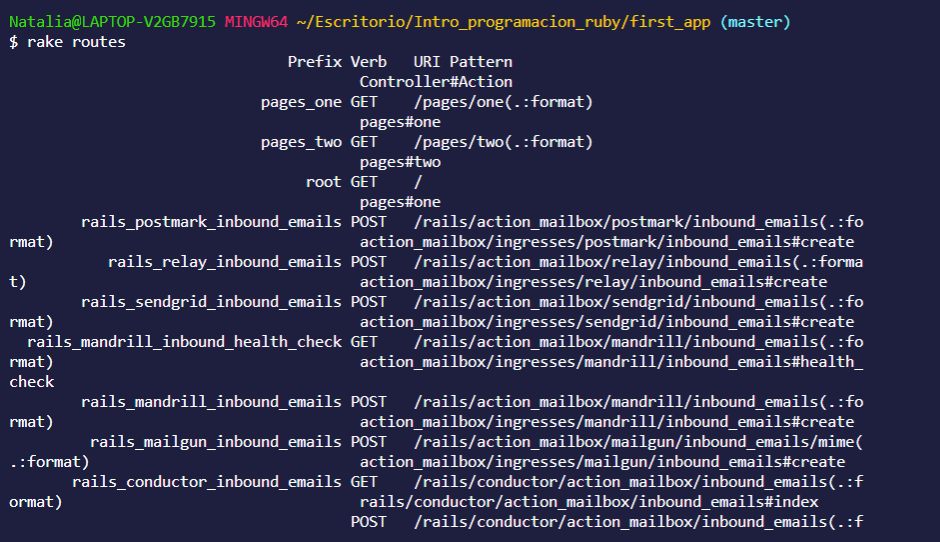 Natalia@LAPTOP-V2GB7915 MINGW64 ~/Escritorio/Intro_programacion_ruby/first_app (master)
$ rake routes
Prefix Verb URI Pattern
Controller#Action
pages_one GET /pages/one(.:format)
pages#one
pages_two GET /pages/two(.:format)
pages#two
root GET /
pages#one
rails_postmark_inbound_emails POST /rails/action_mailbox/postmark/inbound_emails(.:fo
rmat) action_mailbox/ingresses/postmark/inbound_emails#create
rails_relay_inbound_emails POST /rails/action_mailbox/relay/inbound_emails(.:forma
t) action_mailbox/ingresses/relay/inbound_emails#create
rails_sendgrid_inbound_emails POST /rails/action_mailbox/sendgrid/inbound_emails(.:fo
rmat) action_mailbox/ingresses/sendgrid/inbound_emails#create
rails_mandrill_inbound_health_check GET /rails/action_mailbox/mandrill/inbound_emails(.:fo
rmat) action_mailbox/ingresses/mandrill/inbound_emails#health_
check
rails_mandrill_inbound_emails POST /rails/action_mailbox/mandrill/inbound_emails(.:fo
rmat) action_mailbox/ingresses/mandrill/inbound_emails#create
rails_mailgun_inbound_emails POST /rails/action_mailbox/mailgun/inbound_emails/mime(
.:format) action_mailbox/ingresses/mailgun/inbound_emails#create
rails_conductor_inbound_emails GET /rails/conductor/action_mailbox/inbound_emails(.:f
ormat) rails/conductor/action_mailbox/inbound_emails#index
POST /rails/conductor/action_mailbox/inbound_emails(.:f